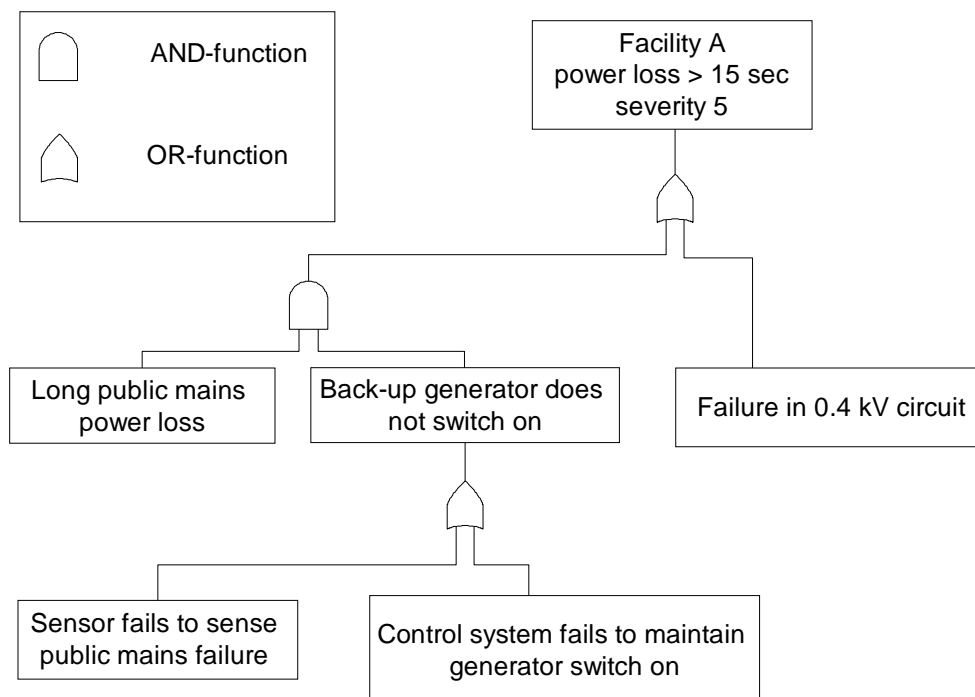 AND-function
OR-function
Facility A
power loss > 15 sec
severity 5
Long public mains
power loss
Back-up generator does
not switch on
Failure in 0.4 kV circuit
Sensor fails to sense
public mains failure
Control system fails to maintain
generator switch on